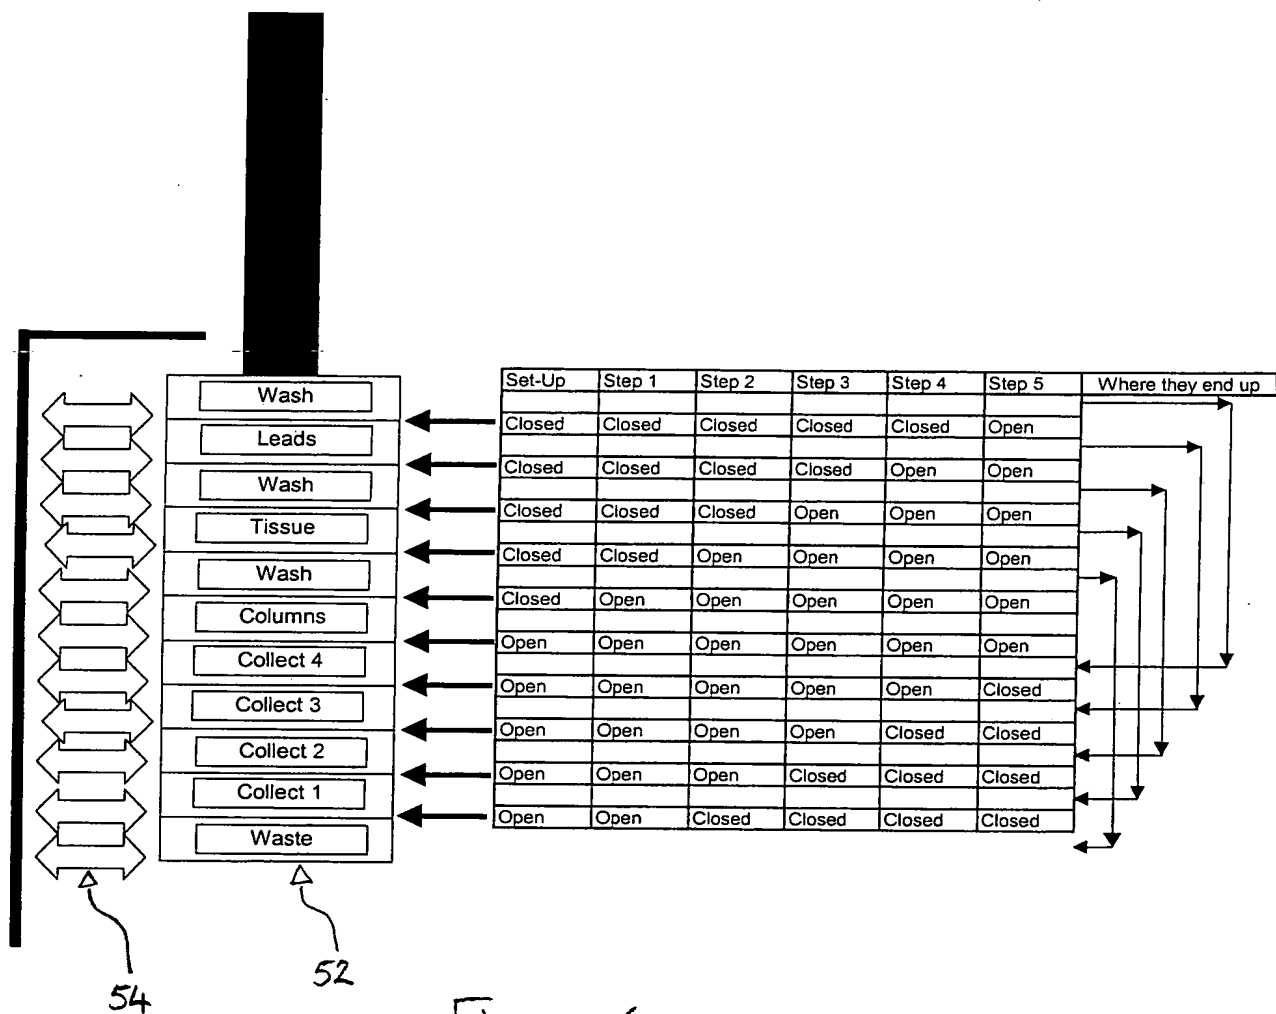 Set-Up Step 1 Step 2 Step 3 Step 4 Step 5 Where they end up
Wash
Closed Closed Closed Closed Closed Open
Leads
Closed Closed Closed Closed Open Open
Wash
Closed Closed Closed Open Open Open
Tissue
Closed Closed Open Open Open Open
Wash
Closed Open Open Open Open Open
Columns
Open Open Open Open Open Open
Collect 4
Open Open Open Open Open Closed
Collect 3
Open Open Open Open Closed Closed
Collect 2
Open Open Open Closed Closed Closed
Collect 1
Open Open Closed Closed Closed Closed
Waste
52
54